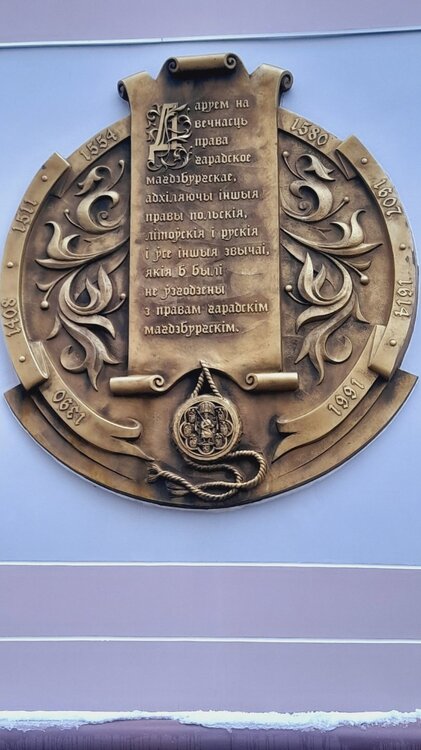 Даруем на
вечнасць
права
гарадское
магдэбургскае,
адхіляючы іншыя
правы польскія,
літоўскія і рускія
і ўсе іншыя звычаі,
якія б былі
не ўзгоднены
з правам гарадскім
магдэбургскім.
1390
1408
1511
1554
1580
1607
1614
1991